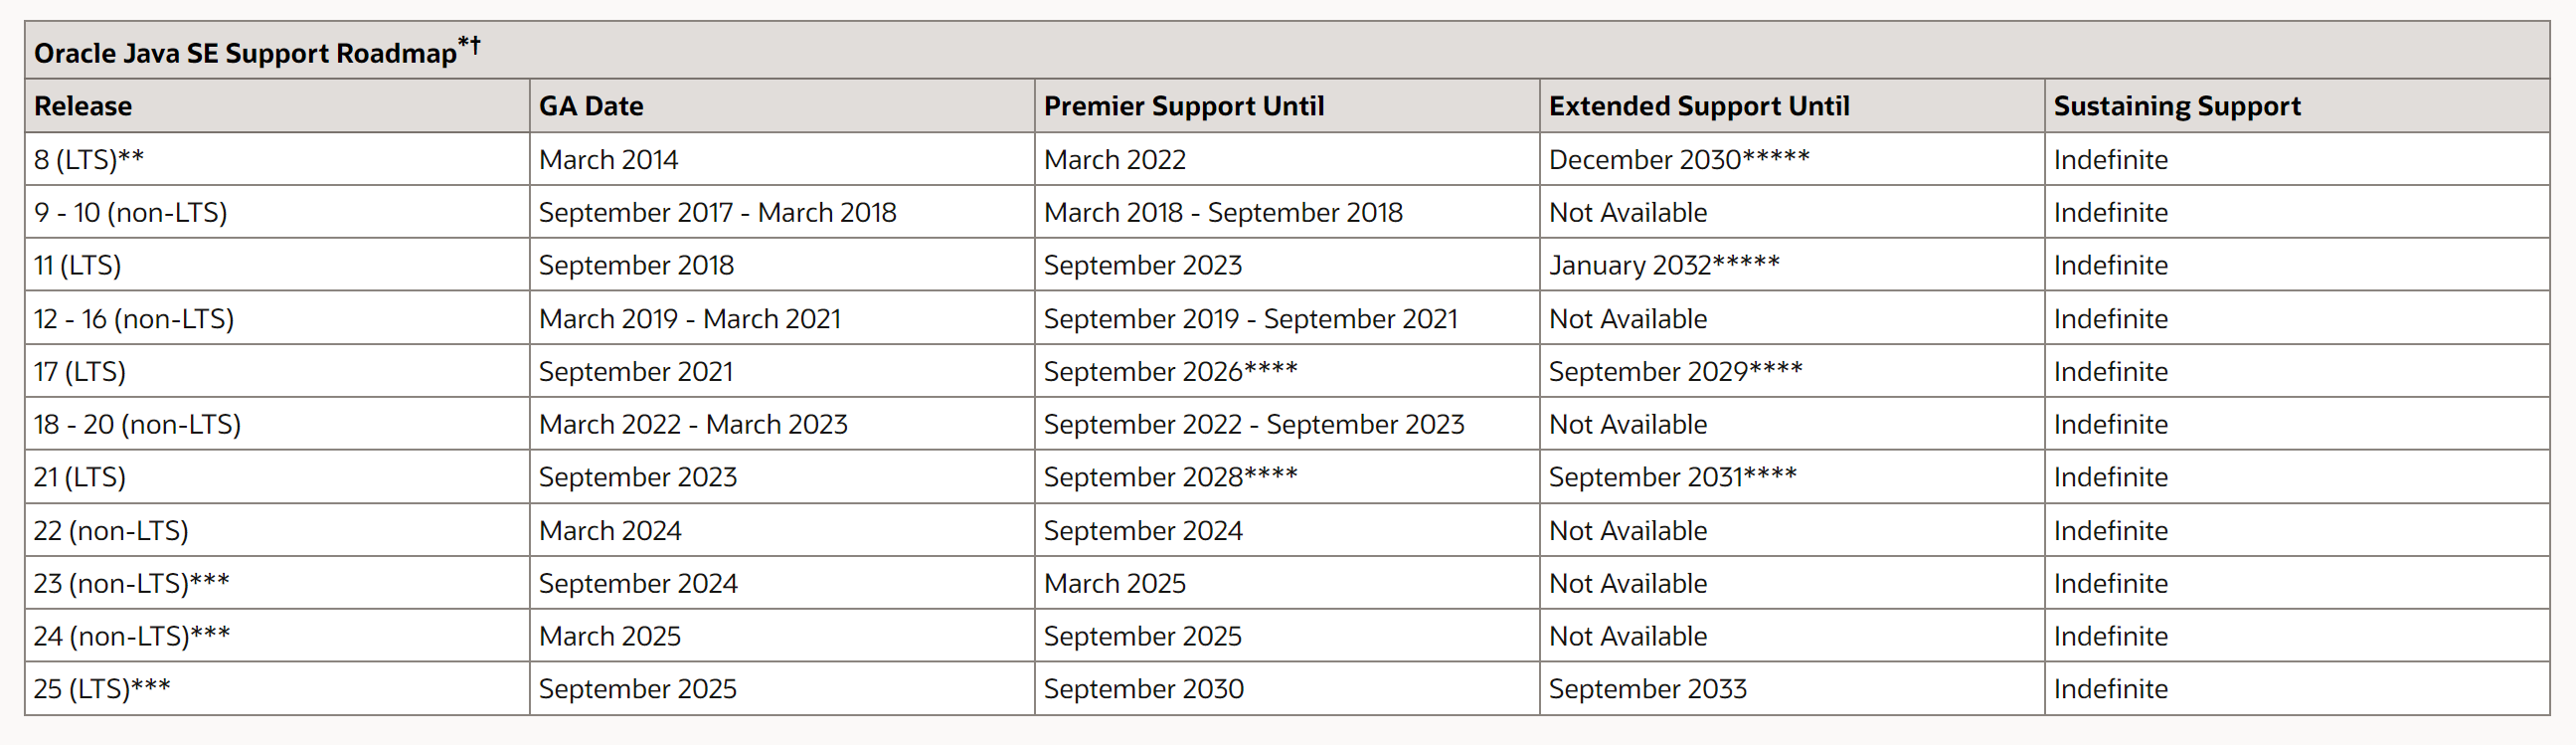 Oracle Java SE Support Roadmap*†
Release GA Date Premier Support Until Extended Support Until Sustaining Support
8 (LTS)** March 2014 March 2022 December 2030***** Indefinite
9 - 10 (non-LTS) September 2017 - March 2018 March 2018 - September 2018 Not Available Indefinite
11 (LTS) September 2018 September 2023 January 2032***** Indefinite
12 - 16 (non-LTS) March 2019 - March 2021 September 2019 - September 2021 Not Available Indefinite
17 (LTS) September 2021 September 2026**** September 2029**** Indefinite
18 - 20 (non-LTS) March 2022 - March 2023 September 2022 - September 2023 Not Available Indefinite
21 (LTS) September 2023 September 2028**** September 2031**** Indefinite
22 (non-LTS) March 2024 September 2024 Not Available Indefinite
23 (non-LTS)*** September 2024 March 2025 Not Available Indefinite
24 (non-LTS)*** March 2025 September 2025 Not Available Indefinite
25 (LTS)*** September 2025 September 2030 September 2033 Indefinite